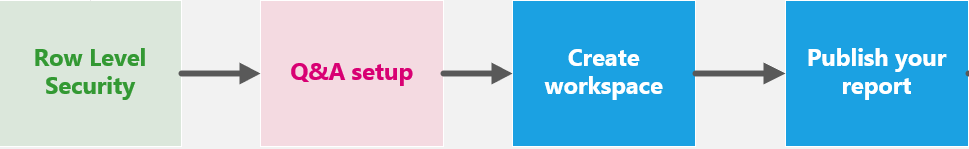 Row Level
Security
Q&A setup
Create
workspace
Publish your
report